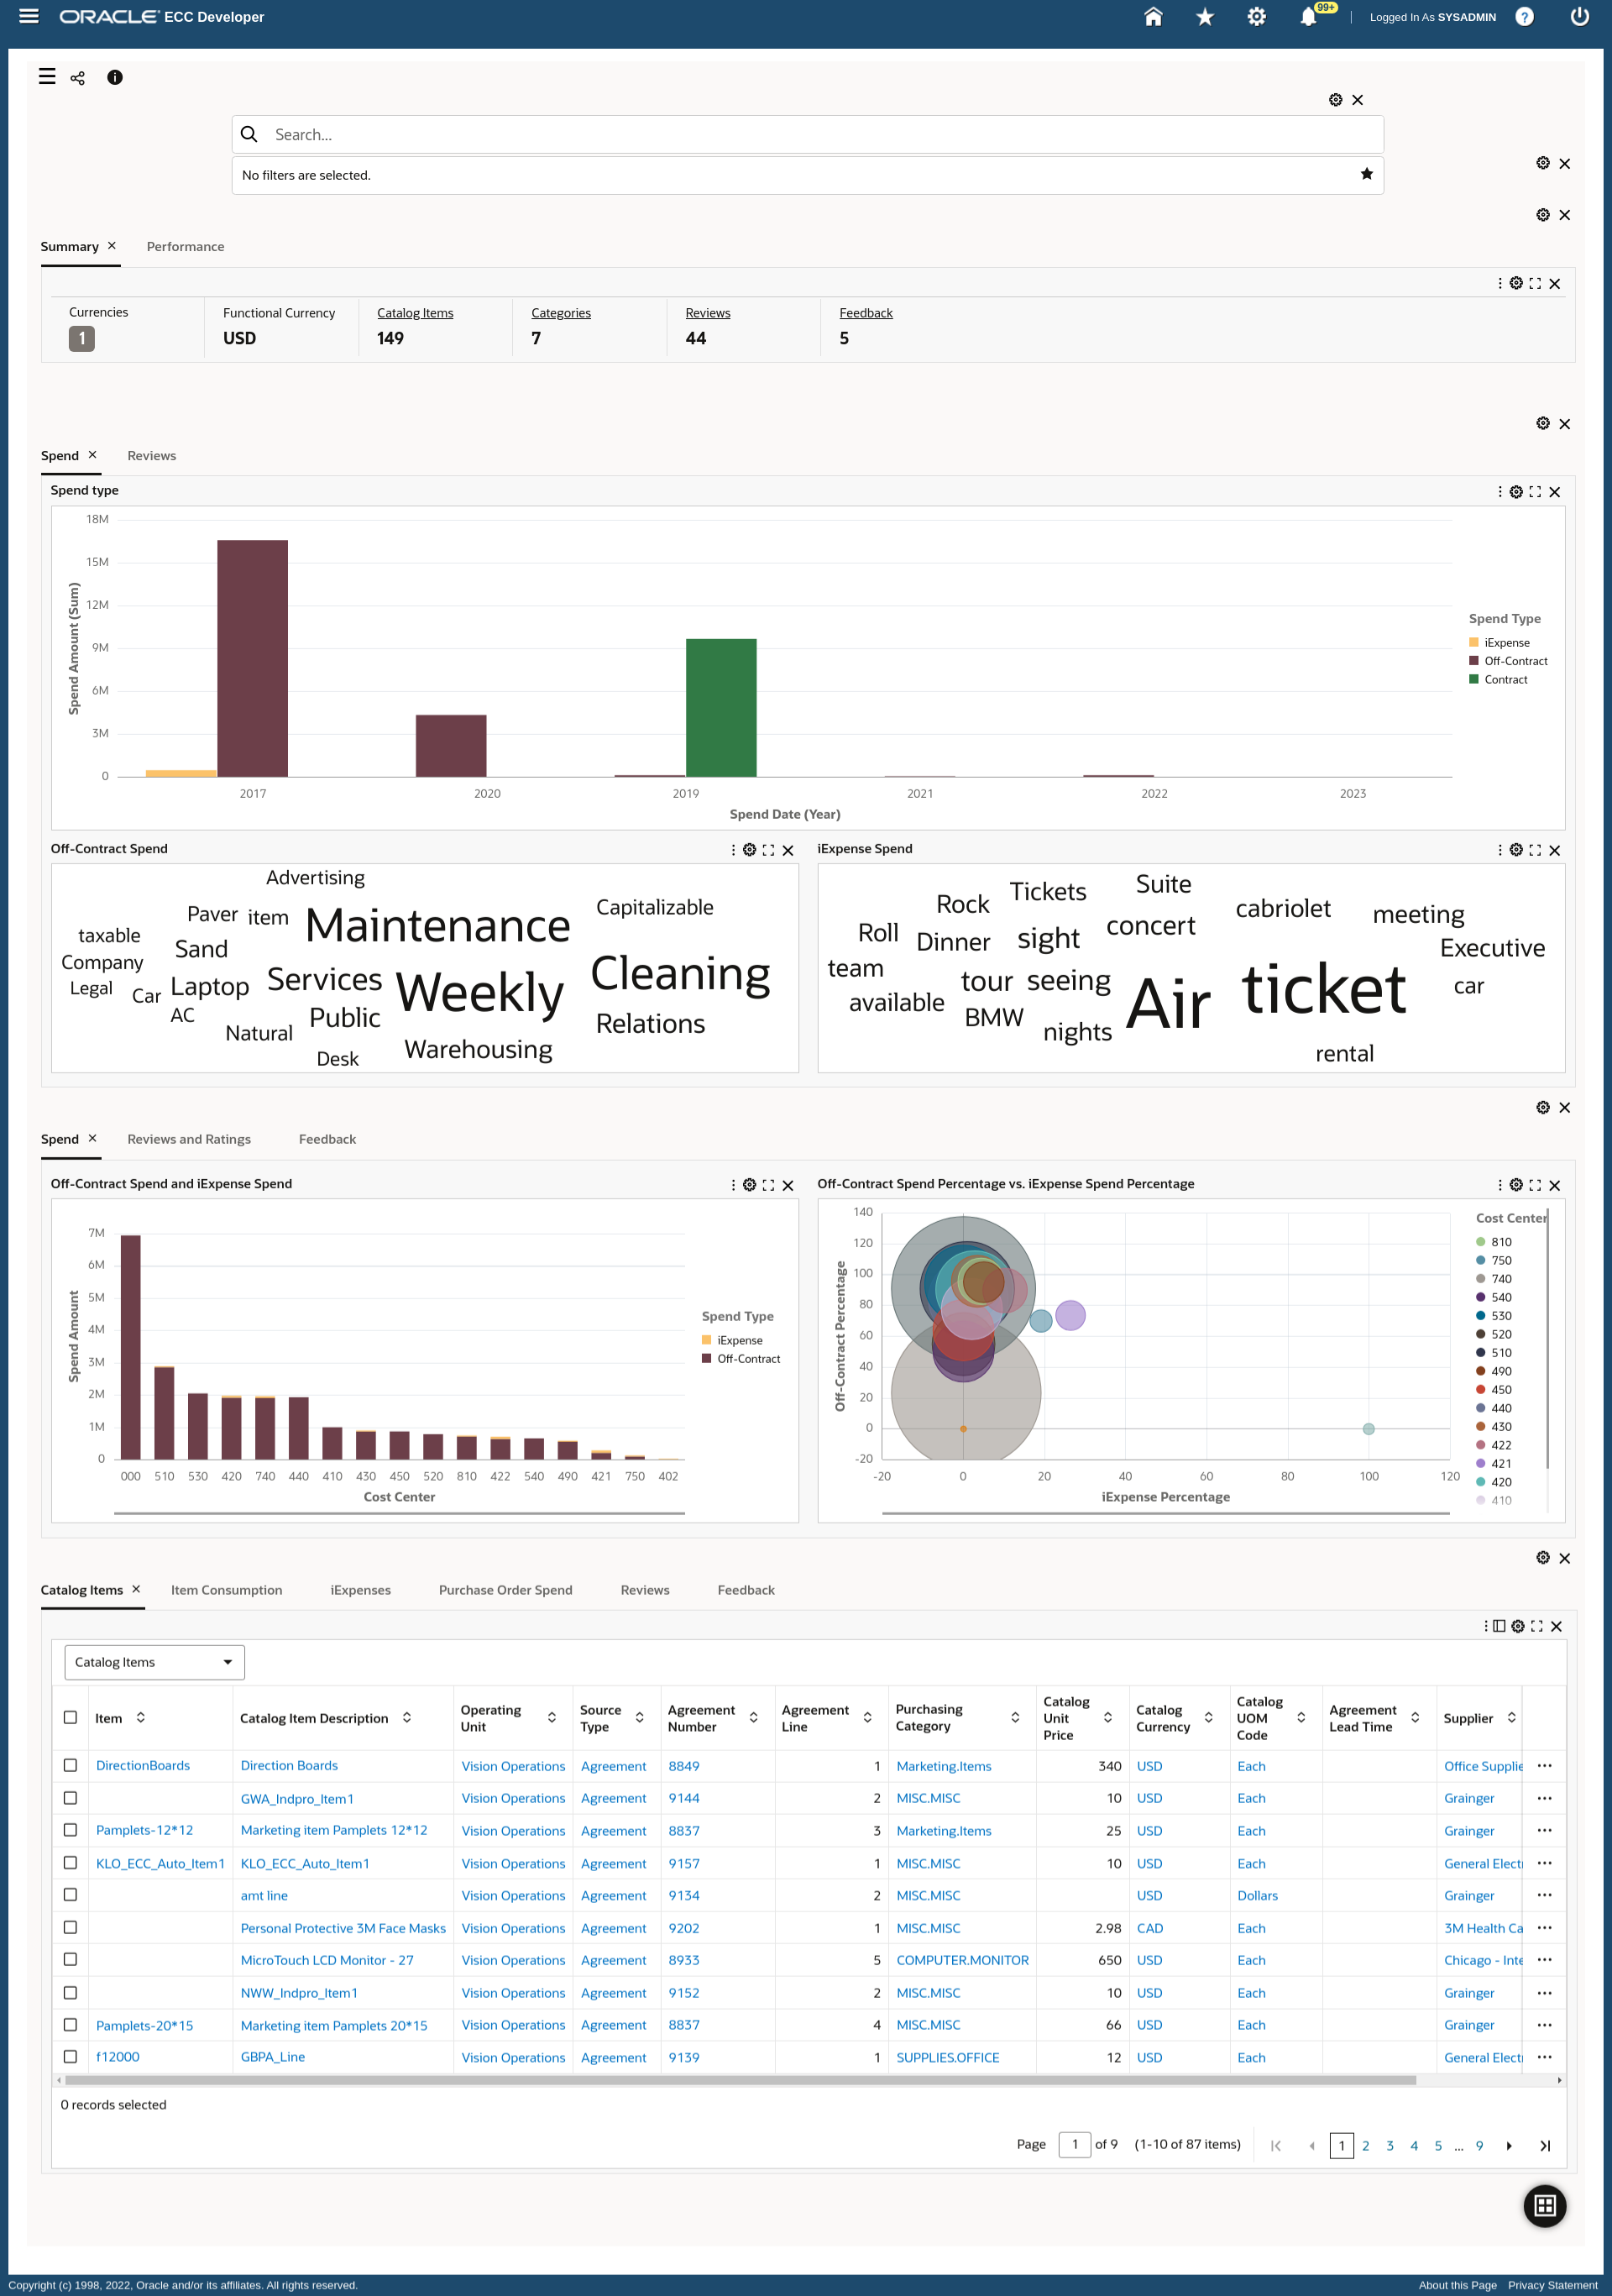 ORACLE ECC Developer
99+
Logged In As SYSADMIN
?
Search...
No filters are selected.
Summary
Performance
Currencies
Functional Currency
Catalog Items
Categories
Reviews
Feedback
1
USD
149
7
44
5
Spend
Reviews
Spend type
18M
15M
12M
9M
6M
3M
0
Spend Amount (Sum)
2017 2020 2019 2021 2022 2023
Spend Date (Year)
Spend Type
iExpense
Off-Contract
Contract
Off-Contract Spend
Advertising
Paver item Maintenance Capitalizable
taxable
Sand
Company
Legal Car Laptop Services Weekly Cleaning
AC
Public
Relations
Natural
Warehousing
Desk
iExpense Spend
Suite
Rock Tickets
cabriolet meeting
Roll Dinner sight concert
Executive
team
tour seeing
Air ticket car
available
BMW
nights
rental
Spend
Reviews and Ratings
Feedback
Off-Contract Spend and iExpense Spend
7M
6M
5M
4M
3M
2M
1M
0
Spend Amount
000 510 530 420 740 440 410 430 450 520 810 422 540 490 421 750 402
Cost Center
Spend Type
iExpense
Off-Contract
Off-Contract Spend Percentage vs. iExpense Spend Percentage
140
120
100
80
60
40
20
0
-20
Off-Contract Percentage
-20 0 20 40 60 80 100 120
iExpense Percentage
Cost Center
810
750
740
540
530
520
510
490
450
440
430
422
421
420
410
Catalog Items
Item Consumption
iExpenses
Purchase Order Spend
Reviews
Feedback
Catalog Items
Item Catalog Item Description Operating Unit Source Type Agreement Number Agreement Line Purchasing Category Catalog Unit Price Catalog Currency Catalog UOM Code Agreement Lead Time Supplier
DirectionBoards Direction Boards Vision Operations Agreement 8849 1 Marketing.Items 340 USD Each Office Supplie
GWA_Indpro_Item1 Vision Operations Agreement 9144 2 MISC.MISC 10 USD Each Grainger
Pamplets-12*12 Marketing item Pamplets 12*12 Vision Operations Agreement 8837 3 Marketing.Items 25 USD Each Grainger
KLO_ECC_Auto_Item1 KLO_ECC_Auto_Item1 Vision Operations Agreement 9157 1 MISC.MISC 10 USD Each General Electr
amt line Vision Operations Agreement 9134 2 MISC.MISC USD Dollars Grainger
Personal Protective 3M Face Masks Vision Operations Agreement 9202 1 MISC.MISC 2.98 CAD Each 3M Health Ca
MicroTouch LCD Monitor - 27 Vision Operations Agreement 8933 5 COMPUTER.MONITOR 650 USD Each Chicago - Inte
NWW_Indpro_Item1 Vision Operations Agreement 9152 2 MISC.MISC 10 USD Each Grainger
Pamplets-20*15 Marketing item Pamplets 20*15 Vision Operations Agreement 8837 4 MISC.MISC 66 USD Each Grainger
f12000 GBPA_Line Vision Operations Agreement 9139 1 SUPPLIES.OFFICE 12 USD Each General Electr
0 records selected
Page 1 of 9 (1-10 of 87 items) 1 2 3 4 5 ... 9
Copyright (c) 1998, 2022, Oracle and/or its affiliates. All rights reserved.
About this Page Privacy Statement